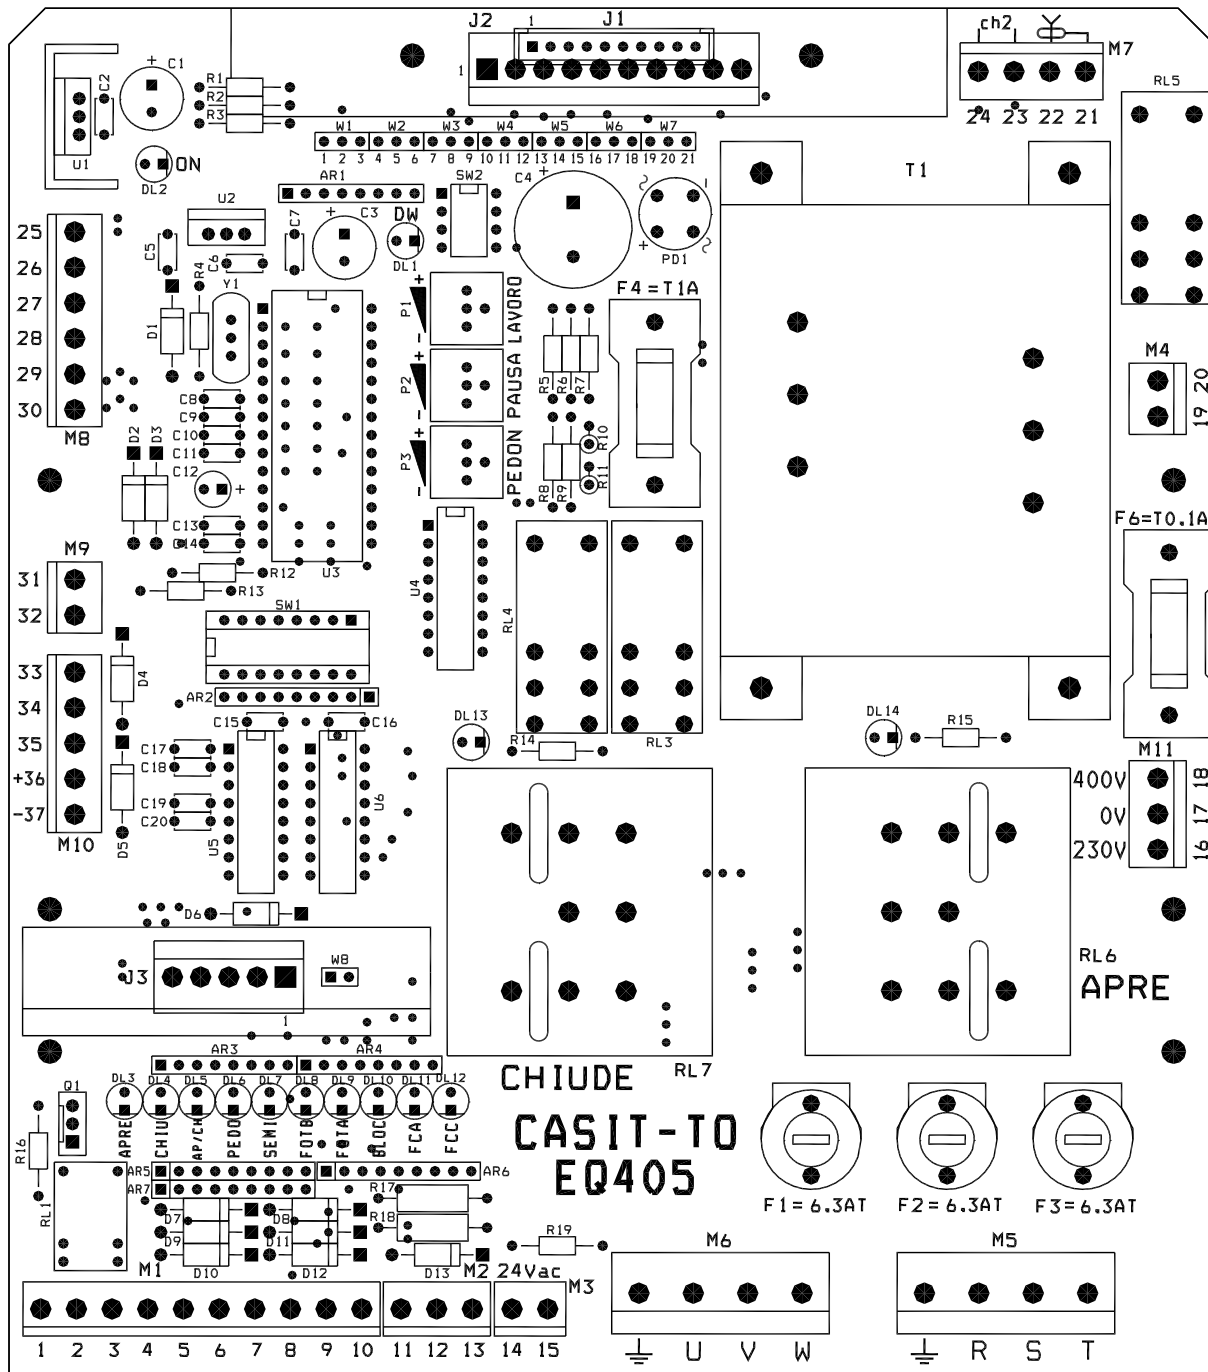 J2
1
J1
1
ch2
M7
24 23 22 21
RL5
C2
C1
R1
R2
R3
U1
DL2
ON
W1 W2 W3 W4 W5 W6 W7
1 2 3 4 5 6 7 8 9 10 11 12 13 14 15 16 17 18 19 20 21
AR1
SW2
C4
+
T1
U2
C7
C3
DW
DL1
PD1
25
26
27
28
29
30
M8
C5
C6
R4
Y1
D1
P1
+
-
LAVORO
P2
+
-
PAUSA
P3
+
-
PEDON
F4=T1A
R5
R6
R7
R8
R9
R10
R11
M4
20
19
C8
C9
C10
C11
C12
+
C13
C14
D2
D3
F6=T0.1A
M9
31
32
R12
R13
U3
U4
SW1
RL4
RL3
33
34
35
+36
-37
M10
D4
AR2
C15
C16
DL13
R14
DL14
R15
C17
C18
C19
C20
D5
U5
U6
M11
400V 18
0V 17
230V 16
D6
J3
1
W8
RL6
APRE
RL7
CHIUDE
AR3
AR4
DL3 DL4 DL5 DL6 DL7 DL8 DL9 DL10 DL11 DL12
APRE CHIU AP/CH PEDO SEMI FOTB FOTA BLOC FCA FCC
Q1
R16
RL1
AR5
AR6
AR7
CASIT-TO
EQ405
F1=6.3AT
F2=6.3AT
F3=6.3AT
R17
R18
R19
D7
D8
D9
D11
D10
D12
D13
M1
M2
24Vac
M3
M6
M5
1 2 3 4 5 6 7 8 9 10 11 12 13 14 15
U V W
R S T